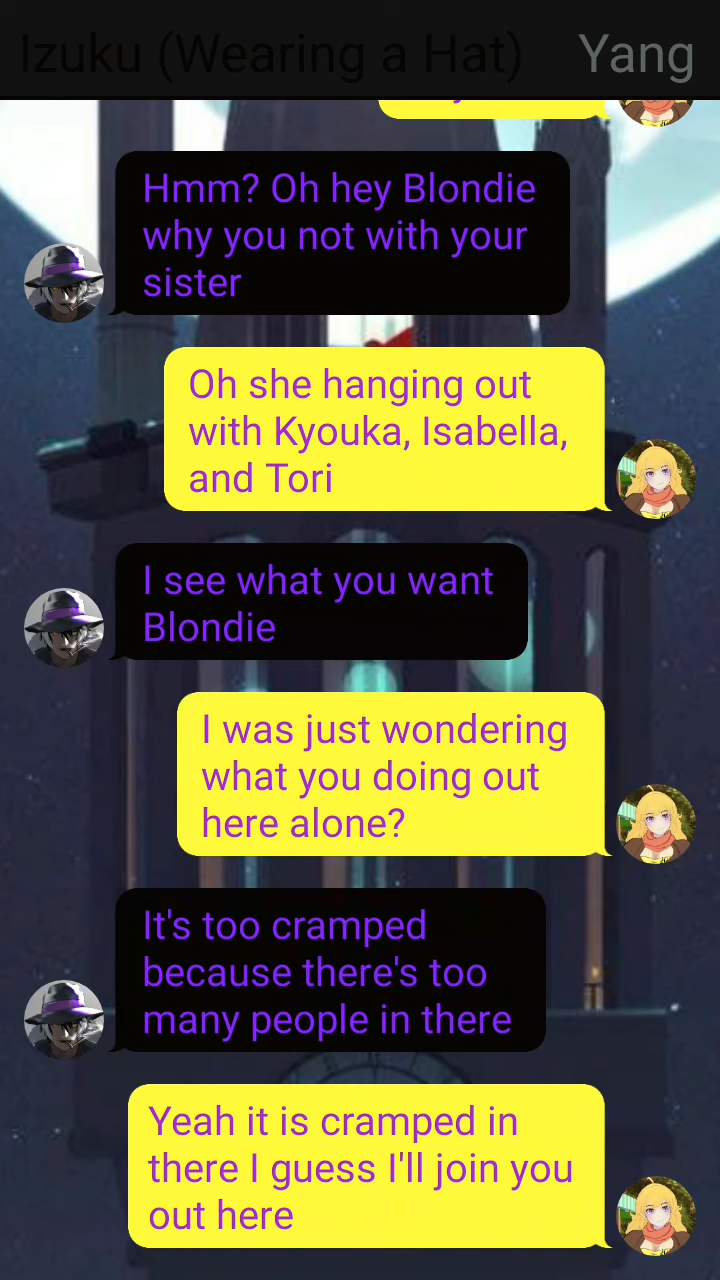 Izuku (Wearing a Hat) Yang
Hmm? Oh hey Blondie
why you not with your
sister
Oh she hanging out
with Kyouka, Isabella,
and Tori
I see what you want
Blondie
I was just wondering
what you doing out
here alone?
It's too cramped
because there's too
many people in there
Yeah it is cramped in
there I guess I'll join you
out here